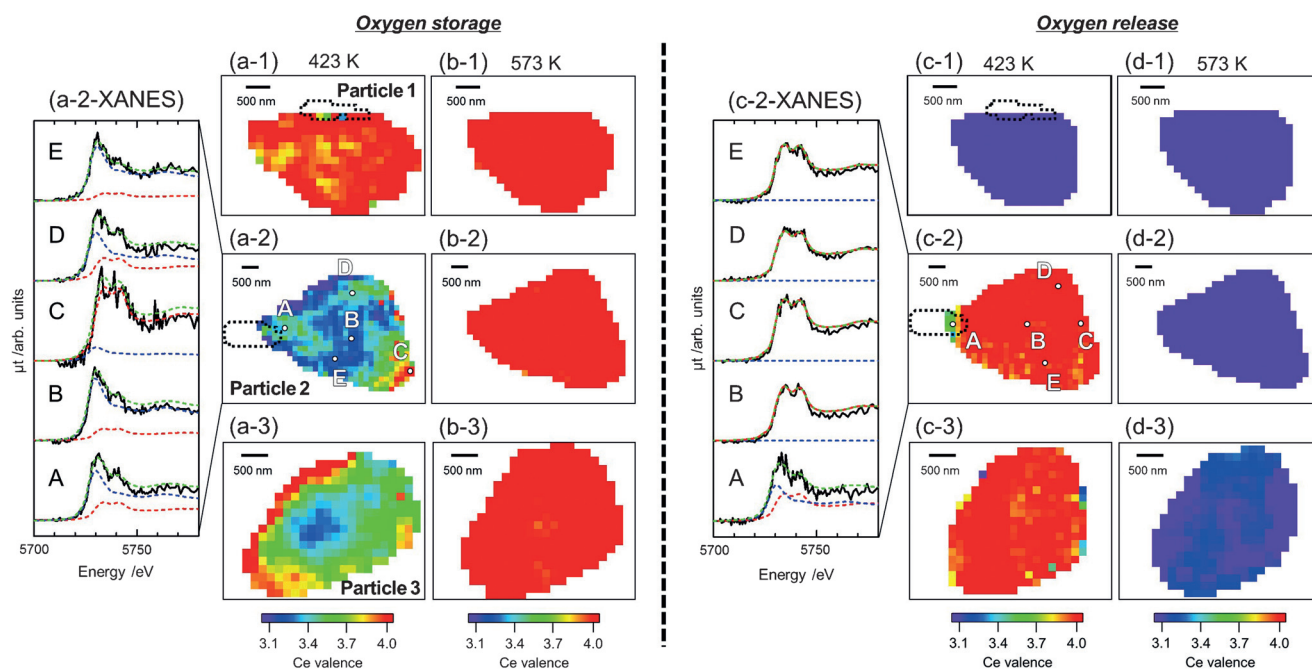 Oxygen storage
Oxygen release
(a-1) 423 K
(b-1) 573 K
(c-1) 423 K
(d-1) 573 K
500 nm
Particle 1
500 nm
500 nm
500 nm
(a-2-XANES)
(c-2-XANES)
E
D
C
B
A
µt /arb. units
5700
5750
Energy /eV
(a-2)
500 nm
D
A
B
C
E
Particle 2
(b-2)
500 nm
(a-3)
500 nm
Particle 3
(b-3)
500 nm
3.1 3.4 3.7 4.0
Ce valence
3.1 3.4 3.7 4.0
Ce valence
E
D
C
B
A
µt /arb. units
5700
5750
Energy /eV
(c-2)
500 nm
D
A
B
C
E
(d-2)
500 nm
(c-3)
500 nm
(d-3)
500 nm
3.1 3.4 3.7 4.0
Ce valence
3.1 3.4 3.7 4.0
Ce valence